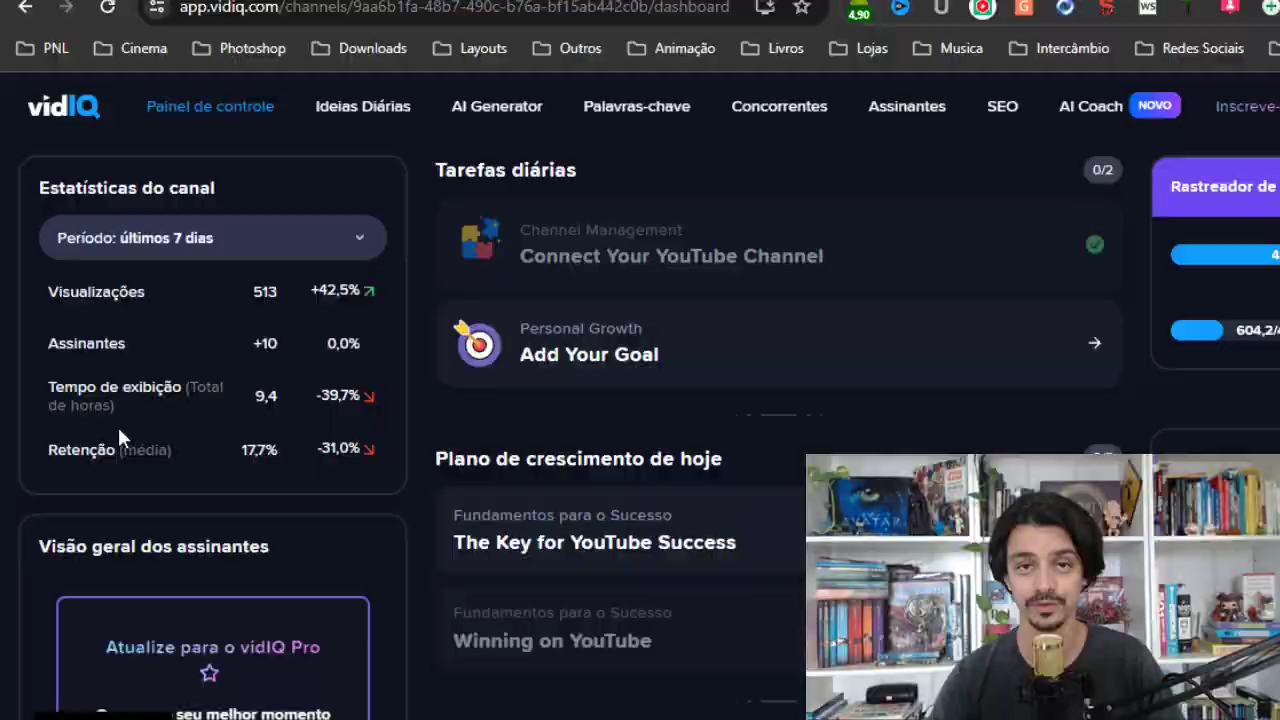 app.vidiq.com/channels/9aa6b1fa-48b7-490c-b76a-bf15ab442c0b/dashboard
4,90
WS
PNL
Cinema
Photoshop
Downloads
Layouts
Outros
Animação
Livros
Lojas
Musica
Intercâmbio
Redes Sociais
vidIQ
Painel de controle
Ideias Diárias
AI Generator
Palavras-chave
Concorrentes
Assinantes
SEO
AI Coach
NOVO
Inscreve-
Estatísticas do canal
Período: últimos 7 dias
Visualizações 513 +42,5%
Assinantes +10 0,0%
Tempo de exibição (Total
de horas) 9,4 -39,7%
Retenção (média) 17,7% -31,0%
Visão geral dos assinantes
Atualize para o vidIQ Pro
seu melhor momento
Tarefas diárias
0/2
Channel Management
Connect Your YouTube Channel
Personal Growth
Add Your Goal
Plano de crescimento de hoje
Fundamentos para o Sucesso
The Key for YouTube Success
Fundamentos para o Sucesso
Winning on YouTube
Rastreador de
4
604,2/
AVATAR